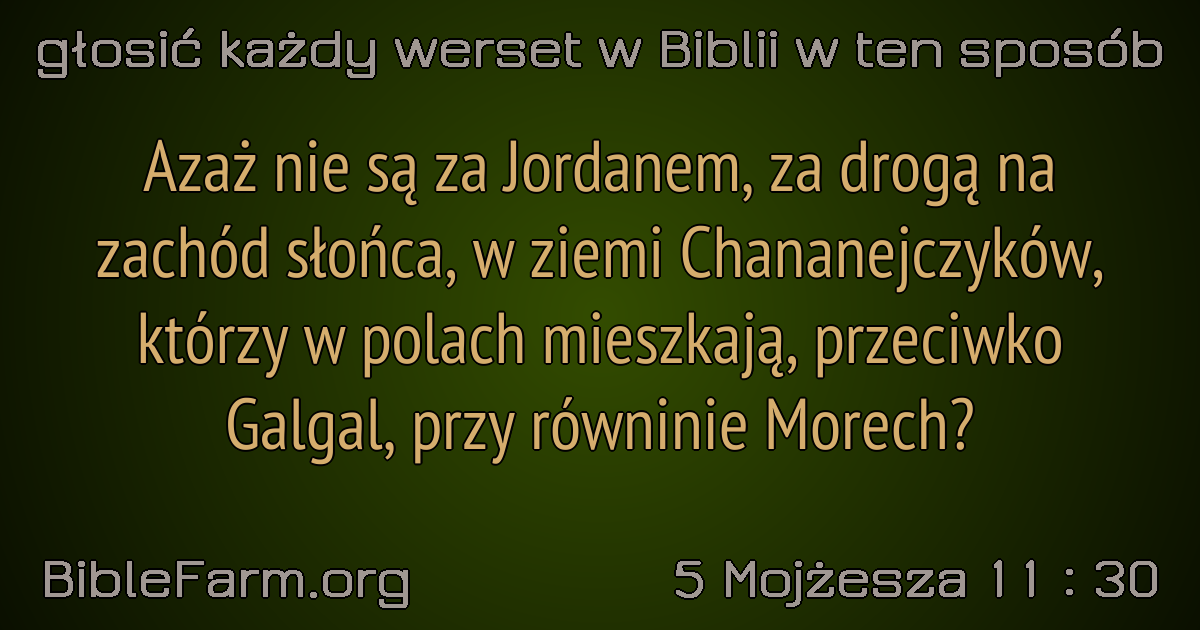 głosić każdy werset w Biblii w ten sposób
Azaż nie są za Jordanem, za drogą na
zachód słońca, w ziemi Chananejczyków,
którzy w polach mieszkają, przeciwko
Galgal, przy równinie Morech?
BibleFarm.org
5 Mojżesza 11 : 30